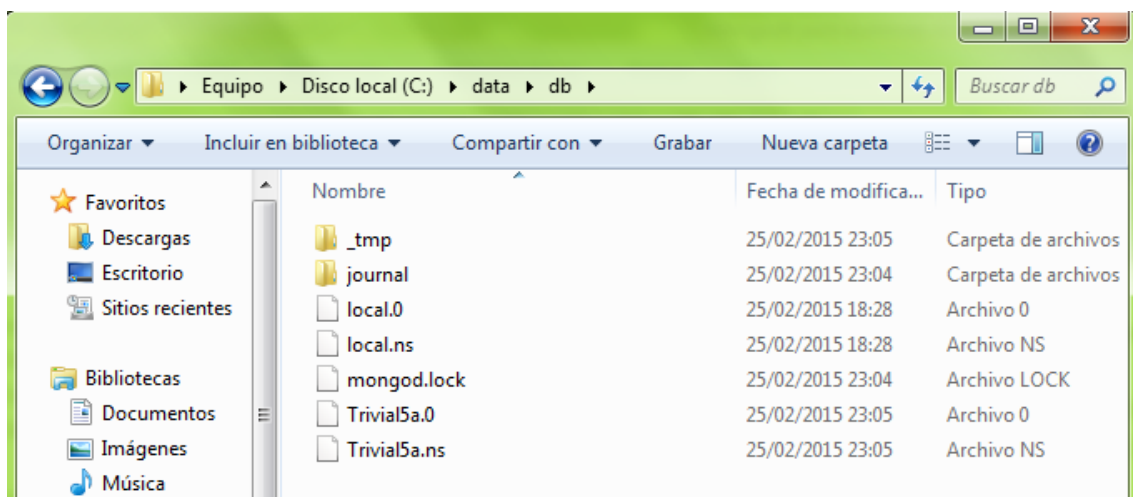 Equipo Disco local (C:) data db Buscar db
Organizar Incluir en biblioteca Compartir con Grabar Nueva carpeta
Favoritos
Descargas
Escritorio
Sitios recientes
Bibliotecas
Documentos
Imágenes
Música
Nombre Fecha de modifica... Tipo
_tmp 25/02/2015 23:05 Carpeta de archivos
journal 25/02/2015 23:04 Carpeta de archivos
local.0 25/02/2015 18:28 Archivo 0
local.ns 25/02/2015 18:28 Archivo NS
mongod.lock 25/02/2015 23:04 Archivo LOCK
Trivial5a.0 25/02/2015 23:05 Archivo 0
Trivial5a.ns 25/02/2015 23:05 Archivo NS